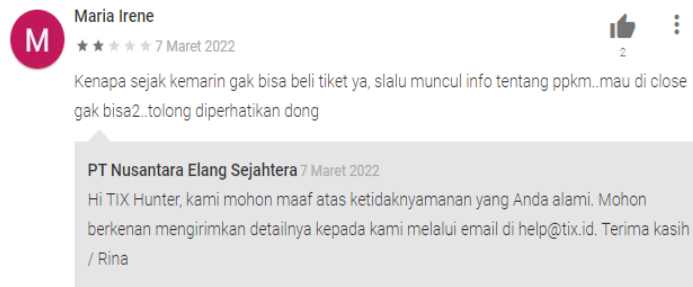 M
Maria Irene
7 Maret 2022
2
Kenapa sejak kemarin gak bisa beli tiket ya, slalu muncul info tentang ppkm..mau di close
gak bisa2..tolong diperhatikan dong
PT Nusantara Elang Sejahtera 7 Maret 2022
Hi TIX Hunter, kami mohon maaf atas ketidaknyamanan yang Anda alami. Mohon
berkenan mengirimkan detailnya kepada kami melalui email di help@tix.id. Terima kasih
/ Rina